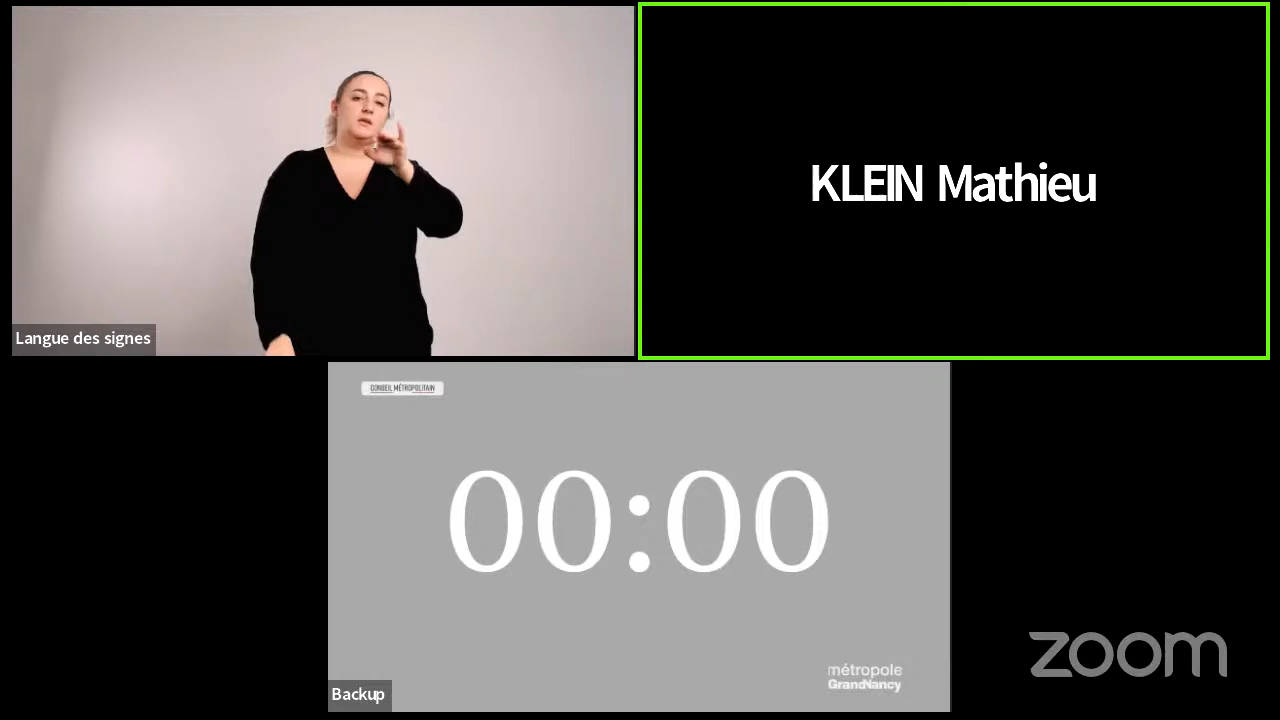 Langue des signes
KLEIN Mathieu
CONSEIL MÉTROPOLITAIN
00:00
métropole
GrandNancy
Backup
zoom